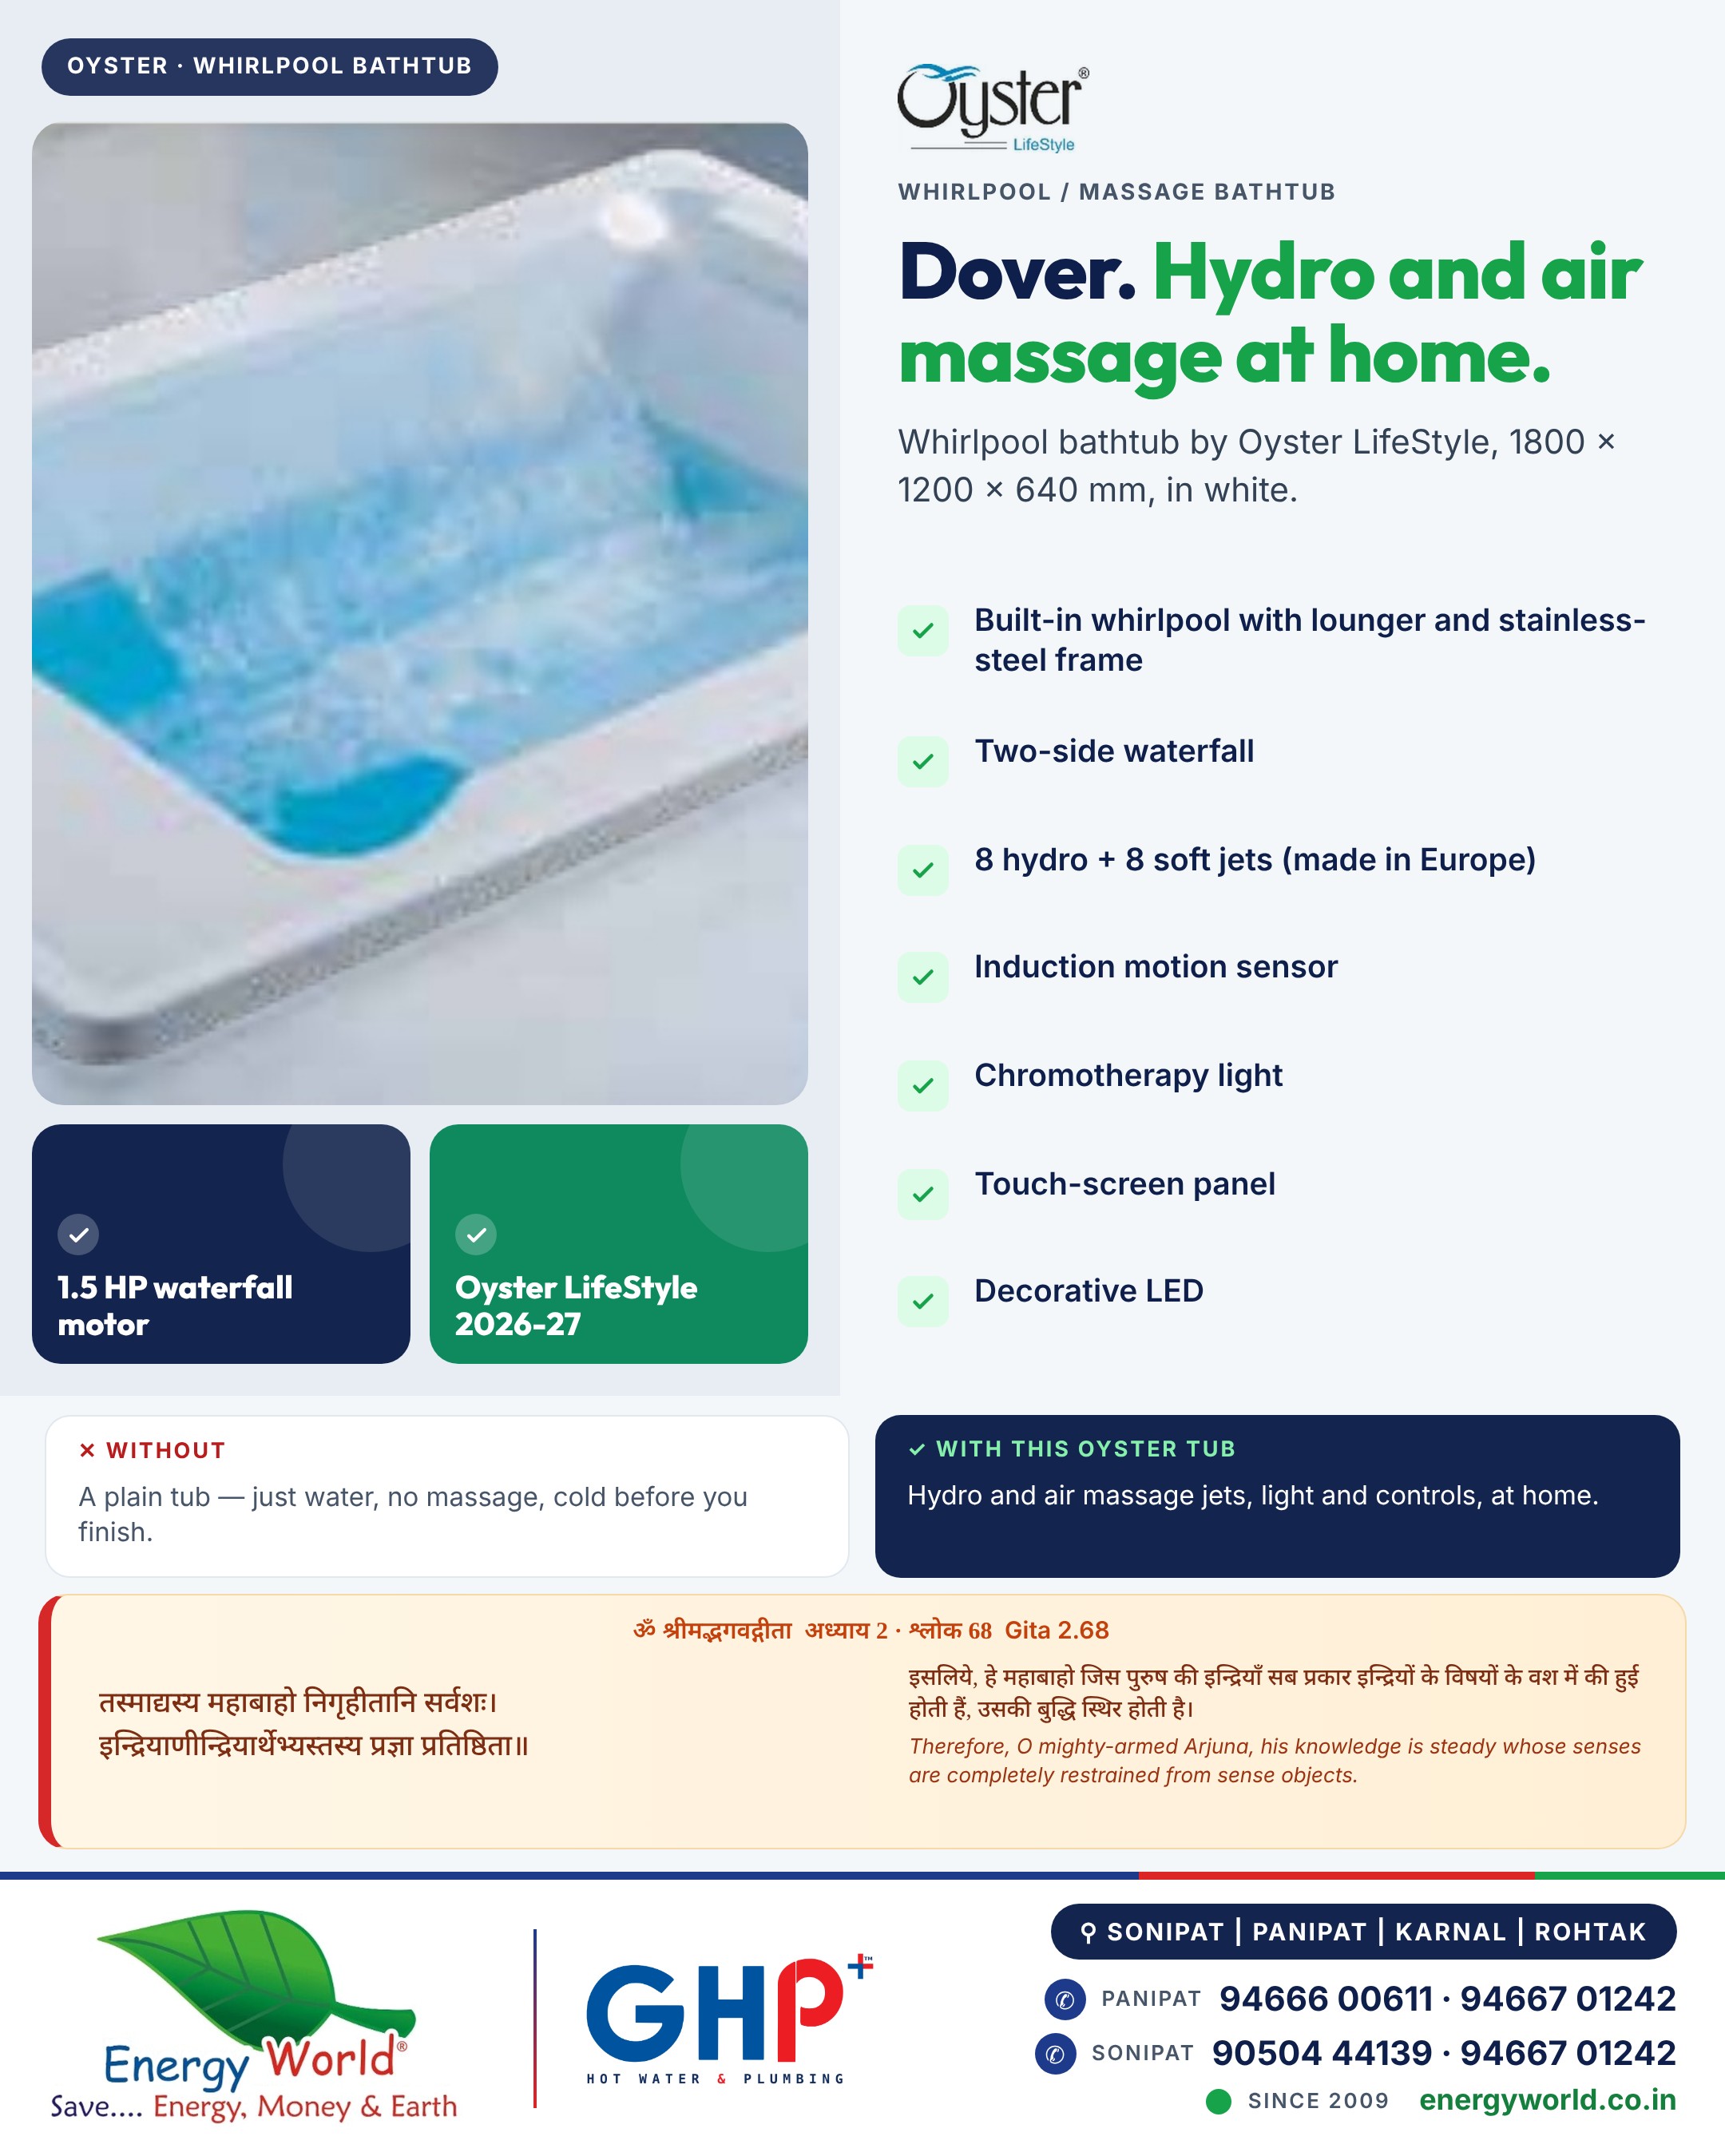 OYSTER · WHIRLPOOL BATHTUB
Oyster®
LifeStyle
WHIRLPOOL / MASSAGE BATHTUB
Dover. Hydro and air
massage at home.
Whirlpool bathtub by Oyster LifeStyle, 1800 ×
1200 × 640 mm, in white.
Built-in whirlpool with lounger and stainless-
steel frame
Two-side waterfall
8 hydro + 8 soft jets (made in Europe)
Induction motion sensor
Chromotherapy light
Touch-screen panel
Decorative LED
1.5 HP waterfall
motor
Oyster LifeStyle
2026-27
✕ WITHOUT
A plain tub — just water, no massage, cold before you
finish.
✓ WITH THIS OYSTER TUB
Hydro and air massage jets, light and controls, at home.
ॐ श्रीमद्भगवद्गीता अध्याय 2 · श्लोक 68 Gita 2.68
तस्माद्यस्य महाबाहो निगृहीतानि सर्वशः।
इन्द्रियाणीन्द्रियार्थेभ्यस्तस्य प्रज्ञा प्रतिष्ठिता॥
इसलिये, हे महाबाहो जिस पुरुष की इन्द्रियाँ सब प्रकार इन्द्रियों के विषयों के वश में की हुई
होती हैं, उसकी बुद्धि स्थिर होती है।
Therefore, O mighty-armed Arjuna, his knowledge is steady whose senses
are completely restrained from sense objects.
Energy World®
Save.... Energy, Money & Earth
GHP+™
HOT WATER & PLUMBING
SONIPAT | PANIPAT | KARNAL | ROHTAK
PANIPAT 94666 00611 · 94667 01242
SONIPAT 90504 44139 · 94667 01242
SINCE 2009 energyworld.co.in